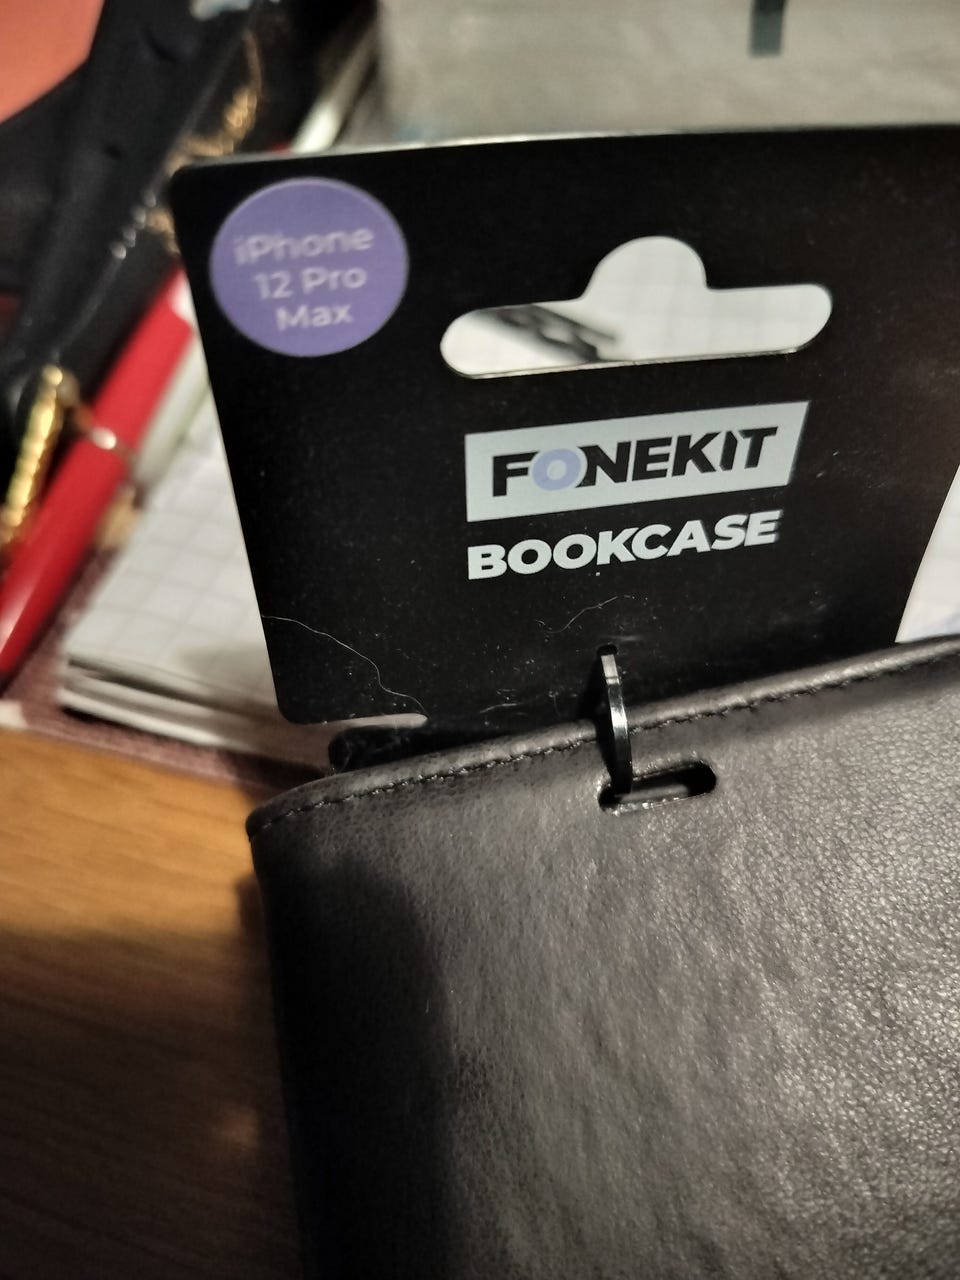 iPhone
12 Pro
Max
FONEKIT
BOOKCASE